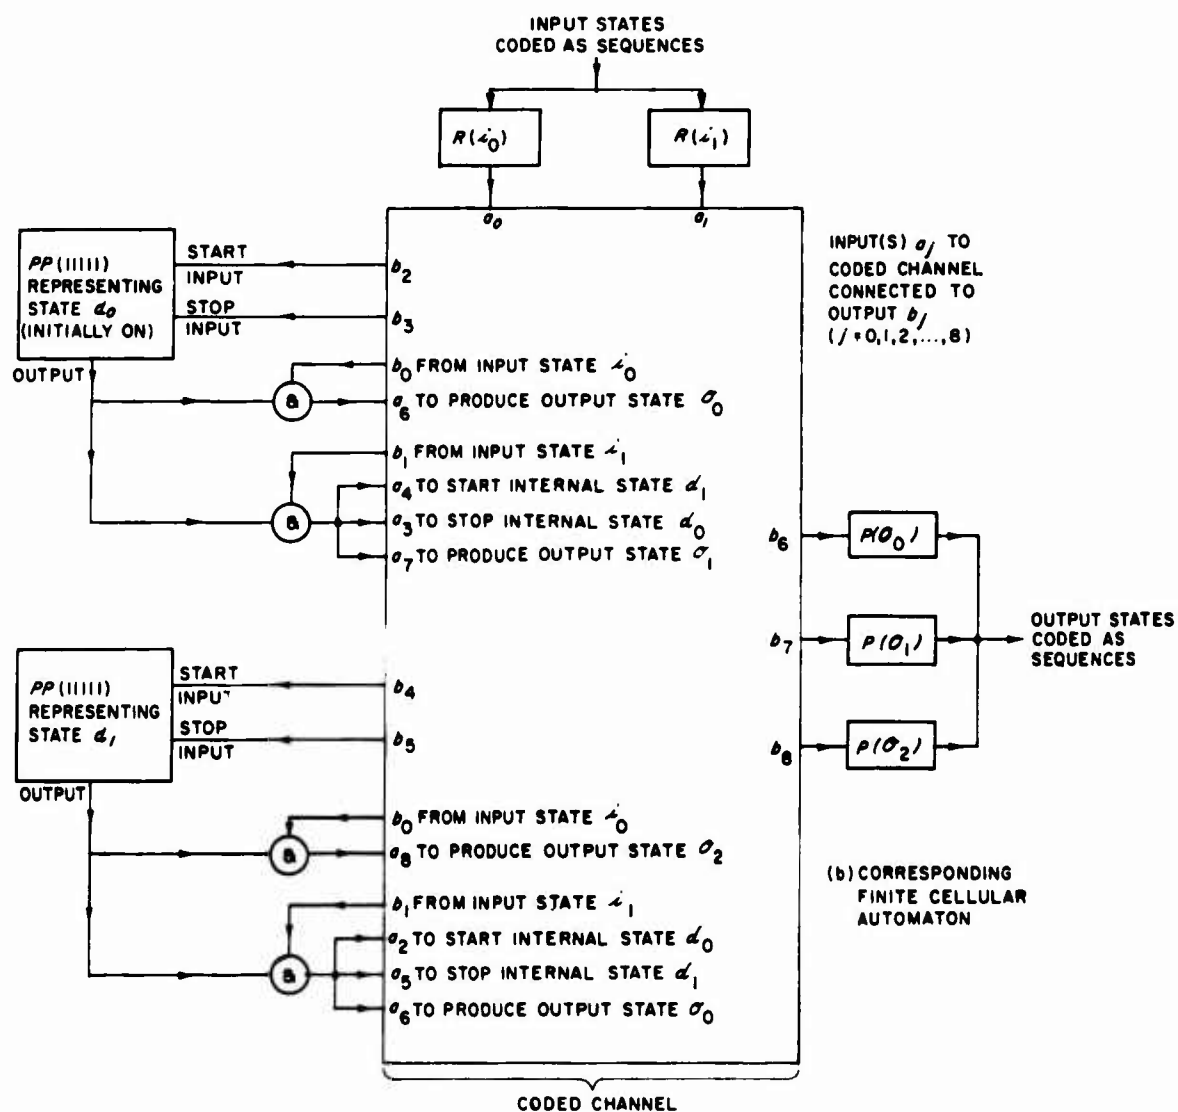 INPUT STATES
CODED AS SEQUENCES
R(i₀)
R(i₁)
a₀
a₁
PP(11111)
REPRESENTING
STATE d₀
(INITIALLY ON)
START
INPUT
STOP
INPUT
OUTPUT
b₂
b₃
b₀ FROM INPUT STATE i₀
&
a₆ TO PRODUCE OUTPUT STATE O₀
b₁ FROM INPUT STATE i₁
a₄ TO START INTERNAL STATE d₁
&
a₃ TO STOP INTERNAL STATE d₀
a₇ TO PRODUCE OUTPUT STATE O₁
INPUT(S) aⱼ TO
CODED CHANNEL
CONNECTED TO
OUTPUT bⱼ
(j = 0,1,2,...,8)
b₆
P(O₀)
b₇
P(O₁)
b₈
P(O₂)
OUTPUT STATES
CODED AS
SEQUENCES
PP(11111)
REPRESENTING
STATE d₁
START
INPUT
STOP
INPUT
OUTPUT
b₄
b₅
b₀ FROM INPUT STATE i₀
&
a₈ TO PRODUCE OUTPUT STATE O₂
b₁ FROM INPUT STATE i₁
a₂ TO START INTERNAL STATE d₀
&
a₅ TO STOP INTERNAL STATE d₁
a₆ TO PRODUCE OUTPUT STATE O₀
(b) CORRESPONDING
FINITE CELLULAR
AUTOMATON
CODED CHANNEL